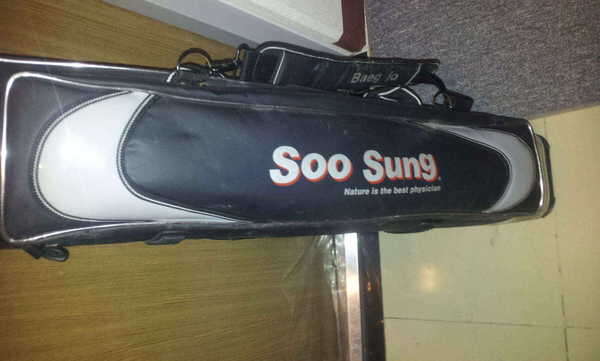 Soo Sung
Nature is the best physician